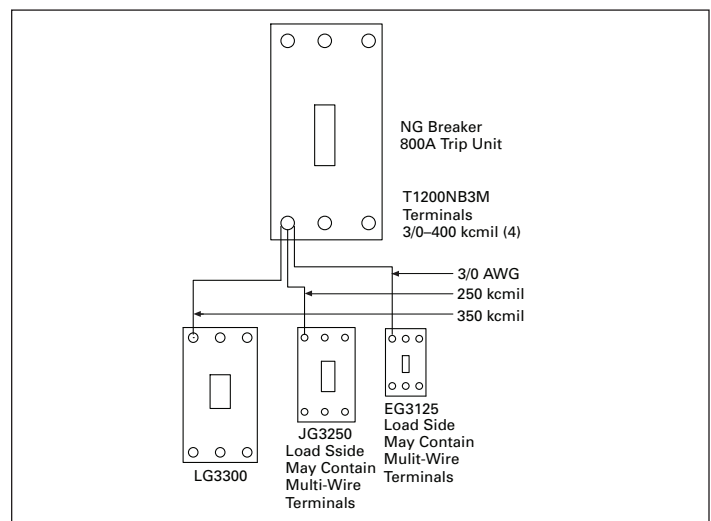 NG Breaker
800A Trip Unit
T1200NB3M
Terminals
3/0–400 kcmil (4)
3/0 AWG
250 kcmil
350 kcmil
LG3300
JG3250
Load Sside
May Contain
Multi-Wire
Terminals
EG3125
Load Side
May Contain
Mulit-Wire
Terminals